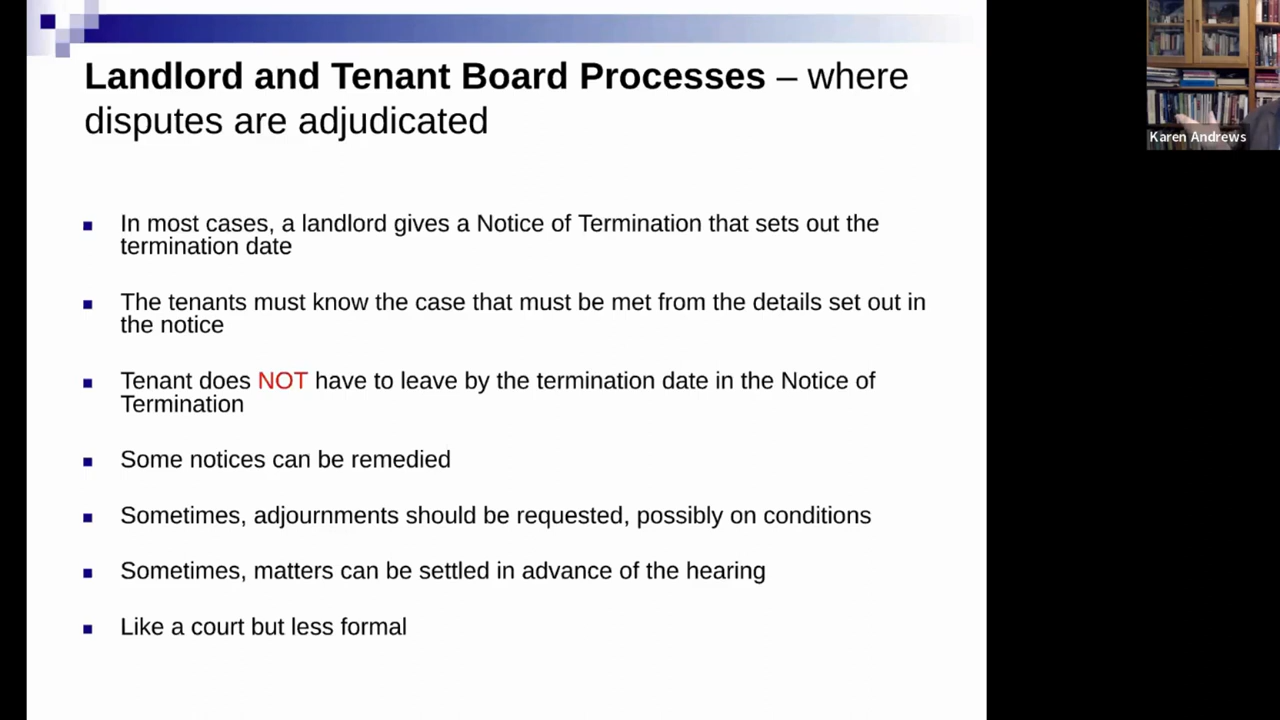 Landlord and Tenant Board Processes – where
disputes are adjudicated
Karen Andrews
▪ In most cases, a landlord gives a Notice of Termination that sets out the
termination date
▪ The tenants must know the case that must be met from the details set out in
the notice
▪ Tenant does NOT have to leave by the termination date in the Notice of
Termination
▪ Some notices can be remedied
▪ Sometimes, adjournments should be requested, possibly on conditions
▪ Sometimes, matters can be settled in advance of the hearing
▪ Like a court but less formal